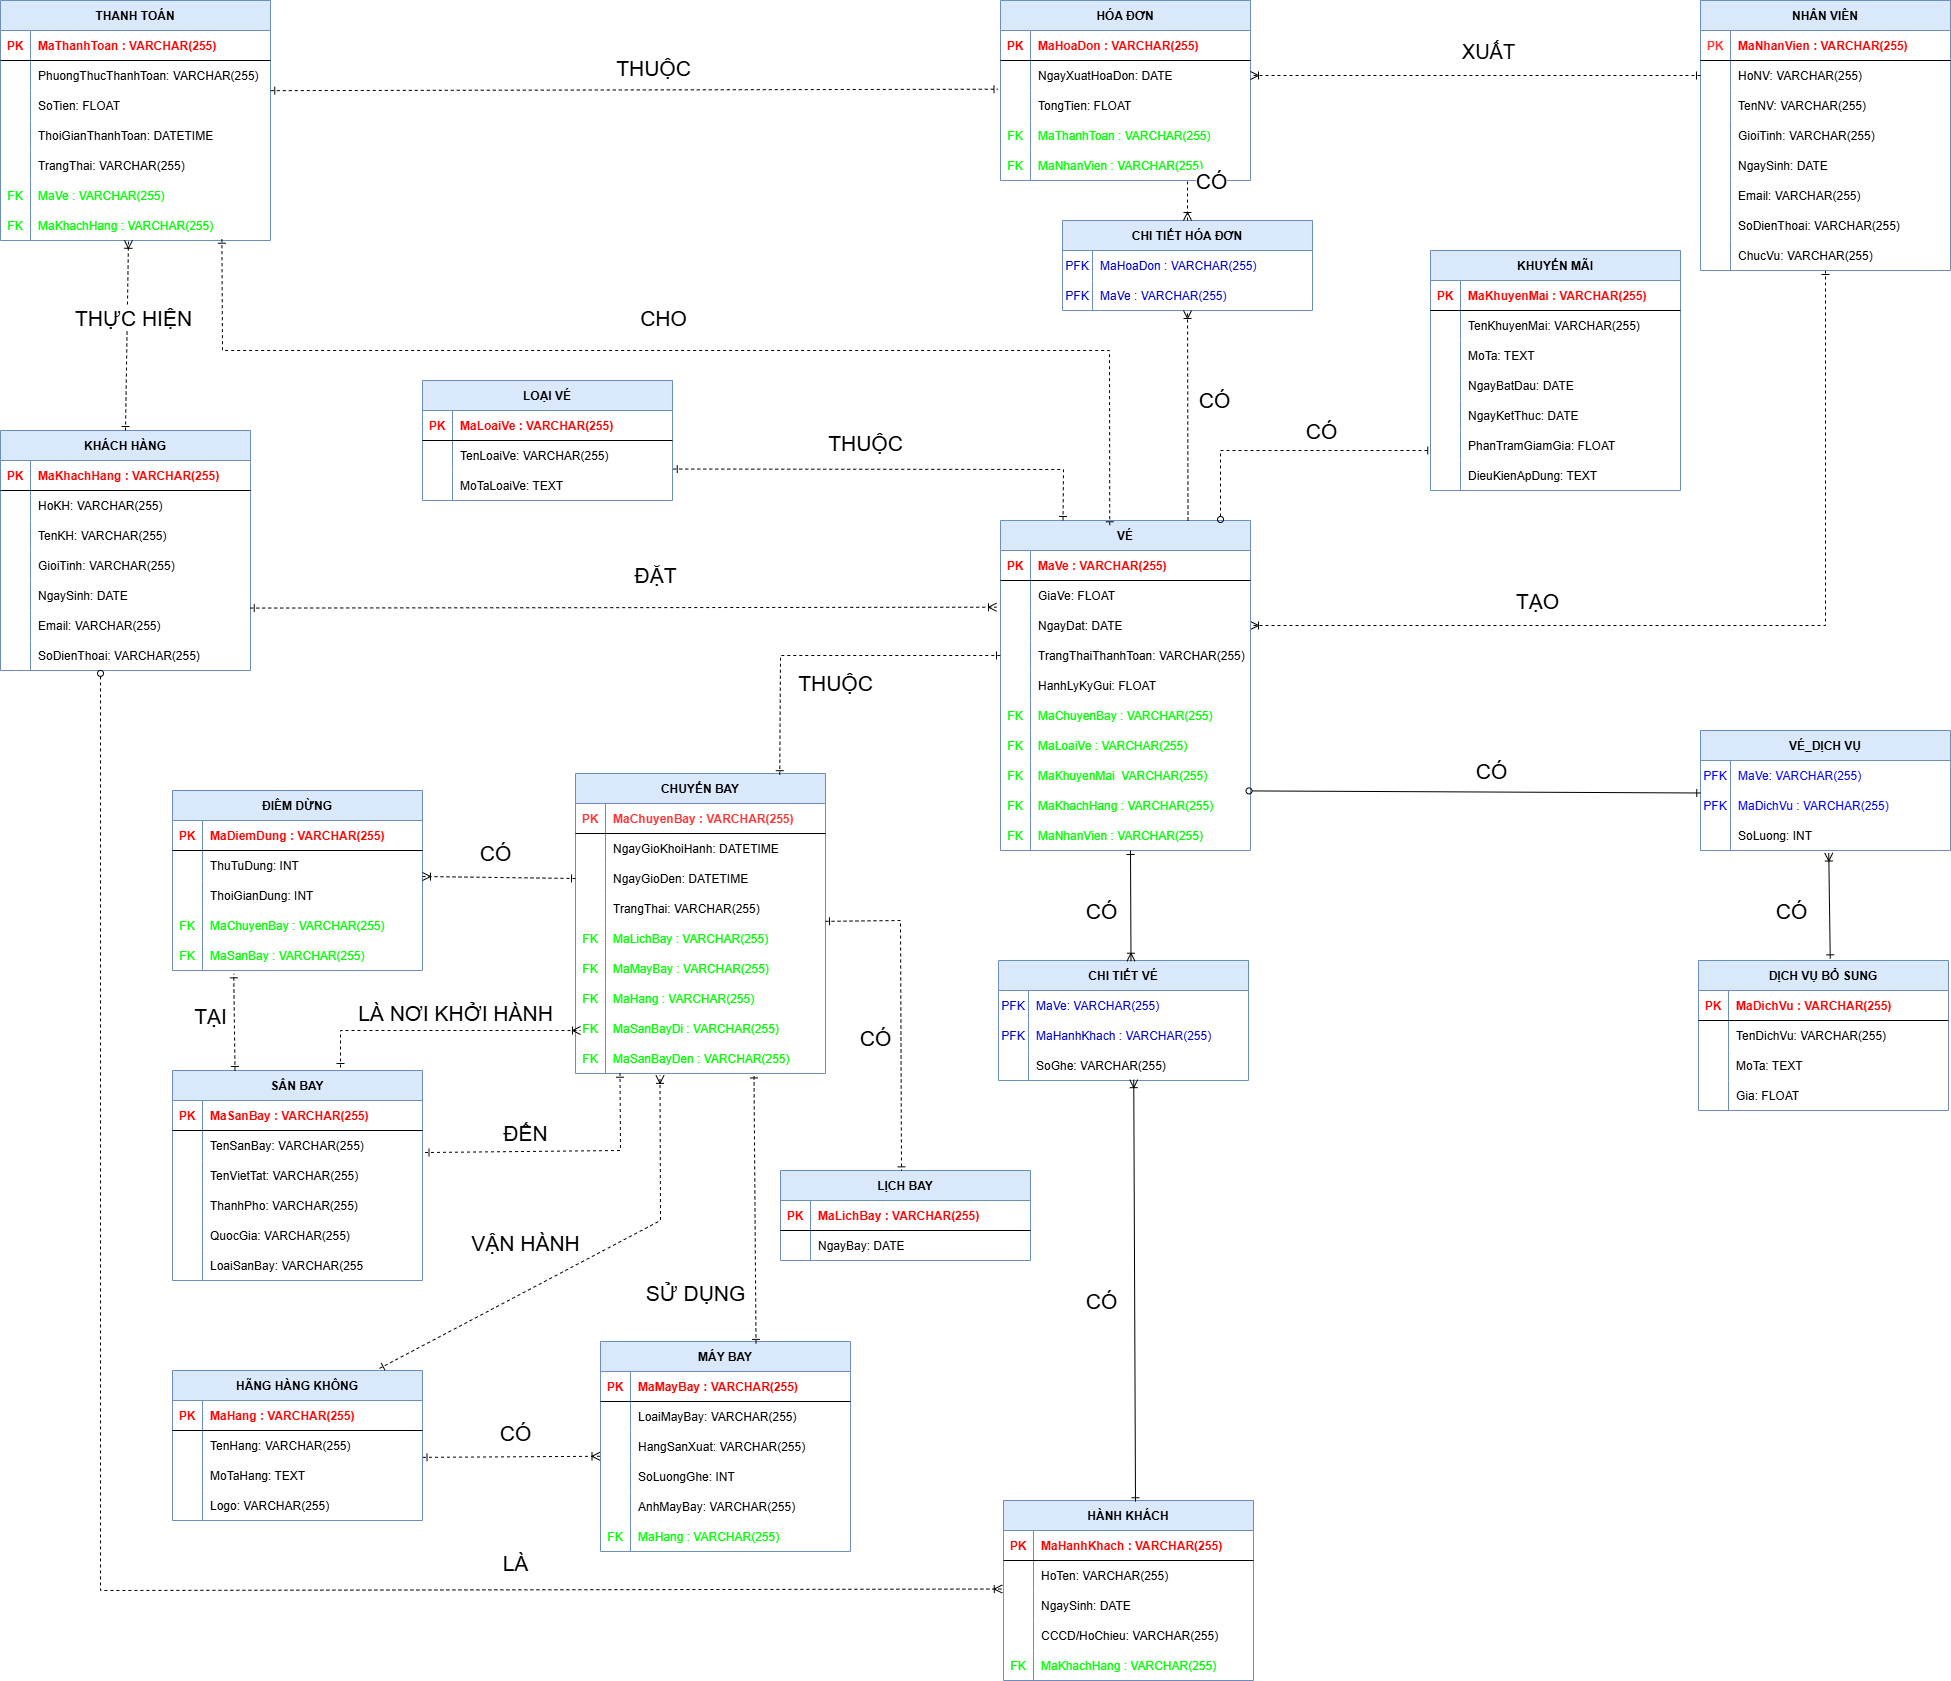 THANH TOÁN
PK MaThanhToan : VARCHAR(255)
PhuongThucThanhToan: VARCHAR(255)
SoTien: FLOAT
ThoiGianThanhToan: DATETIME
TrangThai: VARCHAR(255)
FK MaVe : VARCHAR(255)
FK MaKhachHang : VARCHAR(255)
THUỘC
HÓA ĐƠN
PK MaHoaDon : VARCHAR(255)
NgayXuatHoaDon: DATE
TongTien: FLOAT
FK MaThanhToan : VARCHAR(255)
FK MaNhanVien : VARCHAR(255)
XUẤT
NHÂN VIÊN
PK MaNhanVien : VARCHAR(255)
HoNV: VARCHAR(255)
TenNV: VARCHAR(255)
GioiTinh: VARCHAR(255)
NgaySinh: DATE
Email: VARCHAR(255)
SoDienThoai: VARCHAR(255)
ChucVu: VARCHAR(255)
CÓ
CHI TIẾT HÓA ĐƠN
PFK MaHoaDon : VARCHAR(255)
PFK MaVe : VARCHAR(255)
KHUYẾN MÃI
PK MaKhuyenMai : VARCHAR(255)
TenKhuyenMai: VARCHAR(255)
MoTa: TEXT
NgayBatDau: DATE
NgayKetThuc: DATE
PhanTramGiamGia: FLOAT
DieuKienApDung: TEXT
THỰC HIỆN
CHO
LOẠI VÉ
PK MaLoaiVe : VARCHAR(255)
TenLoaiVe: VARCHAR(255)
MoTaLoaiVe: TEXT
THUỘC
CÓ
CÓ
KHÁCH HÀNG
PK MaKhachHang : VARCHAR(255)
HoKH: VARCHAR(255)
TenKH: VARCHAR(255)
GioiTinh: VARCHAR(255)
NgaySinh: DATE
Email: VARCHAR(255)
SoDienThoai: VARCHAR(255)
ĐẶT
VÉ
PK MaVe : VARCHAR(255)
GiaVe: FLOAT
NgayDat: DATE
TrangThaiThanhToan: VARCHAR(255)
HanhLyKyGui: FLOAT
FK MaChuyenBay : VARCHAR(255)
FK MaLoaiVe : VARCHAR(255)
FK MaKhuyenMai VARCHAR(255)
FK MaKhachHang : VARCHAR(255)
FK MaNhanVien : VARCHAR(255)
TẠO
THUỘC
VÉ_DỊCH VỤ
PFK MaVe: VARCHAR(255)
PFK MaDichVu : VARCHAR(255)
SoLuong: INT
CÓ
ĐIỂM DỪNG
PK MaDiemDung : VARCHAR(255)
ThuTuDung: INT
ThoiGianDung: INT
FK MaChuyenBay : VARCHAR(255)
FK MaSanBay : VARCHAR(255)
CÓ
CHUYẾN BAY
PK MaChuyenBay : VARCHAR(255)
NgayGioKhoiHanh: DATETIME
NgayGioDen: DATETIME
TrangThai: VARCHAR(255)
FK MaLichBay : VARCHAR(255)
FK MaMayBay : VARCHAR(255)
FK MaHang : VARCHAR(255)
FK MaSanBayDi : VARCHAR(255)
FK MaSanBayDen : VARCHAR(255)
CÓ
CÓ
CHI TIẾT VÉ
PFK MaVe: VARCHAR(255)
PFK MaHanhKhach : VARCHAR(255)
SoGhe: VARCHAR(255)
DỊCH VỤ BỔ SUNG
PK MaDichVu : VARCHAR(255)
TenDichVu: VARCHAR(255)
MoTa: TEXT
Gia: FLOAT
TẠI
LÀ NƠI KHỞI HÀNH
CÓ
SÂN BAY
PK MaSanBay : VARCHAR(255)
TenSanBay: VARCHAR(255)
TenVietTat: VARCHAR(255)
ThanhPho: VARCHAR(255)
QuocGia: VARCHAR(255)
LoaiSanBay: VARCHAR(255
ĐẾN
LỊCH BAY
PK MaLichBay : VARCHAR(255)
NgayBay: DATE
VẬN HÀNH
SỬ DỤNG
CÓ
HÃNG HÀNG KHÔNG
PK MaHang : VARCHAR(255)
TenHang: VARCHAR(255)
MoTaHang: TEXT
Logo: VARCHAR(255)
CÓ
MÁY BAY
PK MaMayBay : VARCHAR(255)
LoaiMayBay: VARCHAR(255)
HangSanXuat: VARCHAR(255)
SoLuongGhe: INT
AnhMayBay: VARCHAR(255)
FK MaHang : VARCHAR(255)
LÀ
HÀNH KHÁCH
PK MaHanhKhach : VARCHAR(255)
HoTen: VARCHAR(255)
NgaySinh: DATE
CCCD/HoChieu: VARCHAR(255)
FK MaKhachHang : VARCHAR(255)